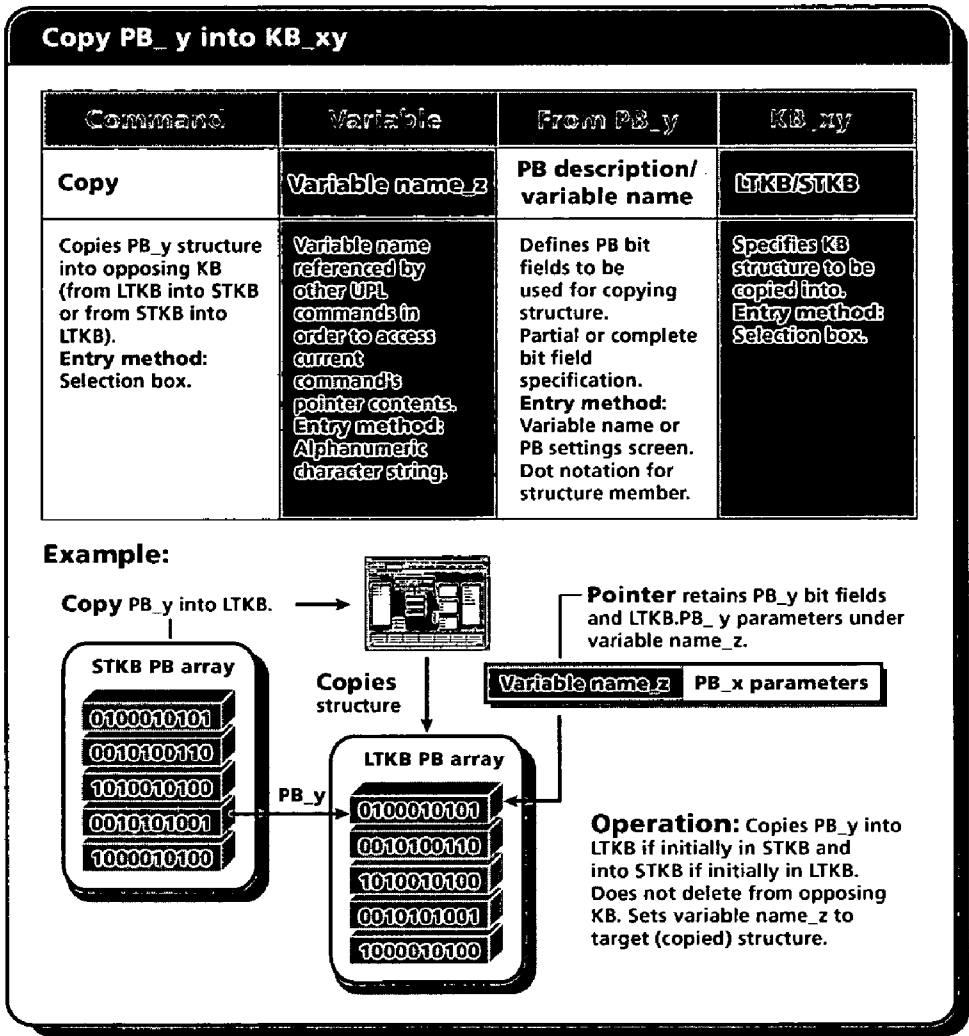 Copy PB_ y into KB_xy
Command
Variable
From PB_y
KB_xy
Copy
Variable name_z
PB description/
variable name
LTKB/STKB
Copies PB_y structure
into opposing KB
(from LTKB into STKB
or from STKB into
LTKB).
Entry method:
Selection box.
Variable name
referenced by
other UPL
commands in
order to access
current
command's
pointer contents.
Entry method:
Alphanumeric
character string.
Defines PB bit
fields to be
used for copying
structure.
Partial or complete
bit field
specification.
Entry method:
Variable name or
PB settings screen.
Dot notation for
structure member.
Specifies KB
structure to be
copied into.
Entry method:
Selection box.
Example:
Copy PB_y into LTKB.
STKB PB array
0100010101
0010100110
1010010100
0010101001
1000010100
PB_y
Copies
structure
LTKB PB array
0100010101
0010100110
1010010100
0010101001
1000010100
Pointer retains PB_y bit fields
and LTKB.PB_ y parameters under
variable name_z.
Variable name_z PB_x parameters
Operation: Copies PB_y into
LTKB if initially in STKB and
into STKB if initially in LTKB.
Does not delete from opposing
KB. Sets variable name_z to
target (copied) structure.